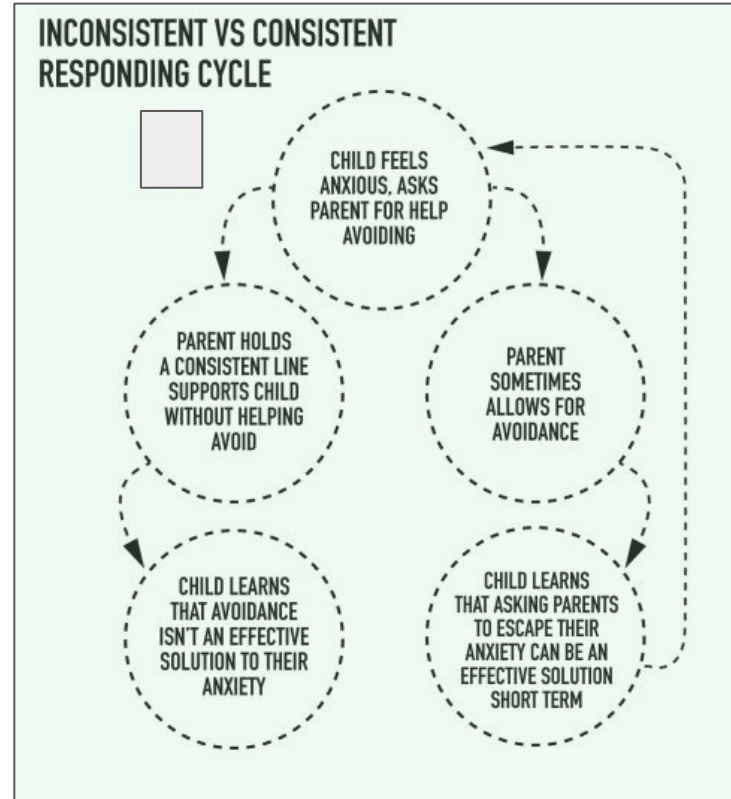 INCONSISTENT VS CONSISTENT
RESPONDING CYCLE
CHILD FEELS
ANXIOUS, ASKS
PARENT FOR HELP
AVOIDING
PARENT HOLDS
A CONSISTENT LINE
SUPPORTS CHILD
WITHOUT HELPING
AVOID
PARENT
SOMETIMES
ALLOWS FOR
AVOIDANCE
CHILD LEARNS
THAT AVOIDANCE
ISN'T AN EFFECTIVE
SOLUTION TO THEIR
ANXIETY
CHILD LEARNS
THAT ASKING PARENTS
TO ESCAPE THEIR
ANXIETY CAN BE AN
EFFECTIVE SOLUTION
SHORT TERM